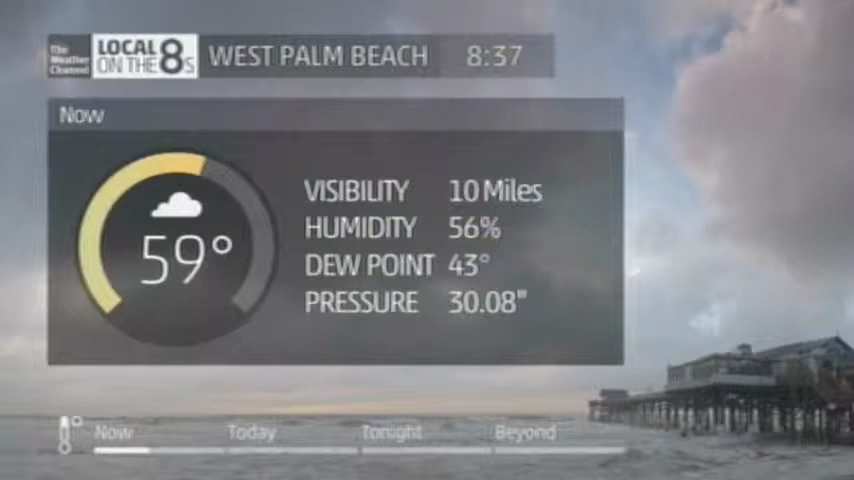 The Weather Channel
LOCAL ON THE 8s
WEST PALM BEACH 8:37
Now
59°
VISIBILITY 10 Miles
HUMIDITY 56%
DEW POINT 43°
PRESSURE 30.08"
Now Today Tonight Beyond